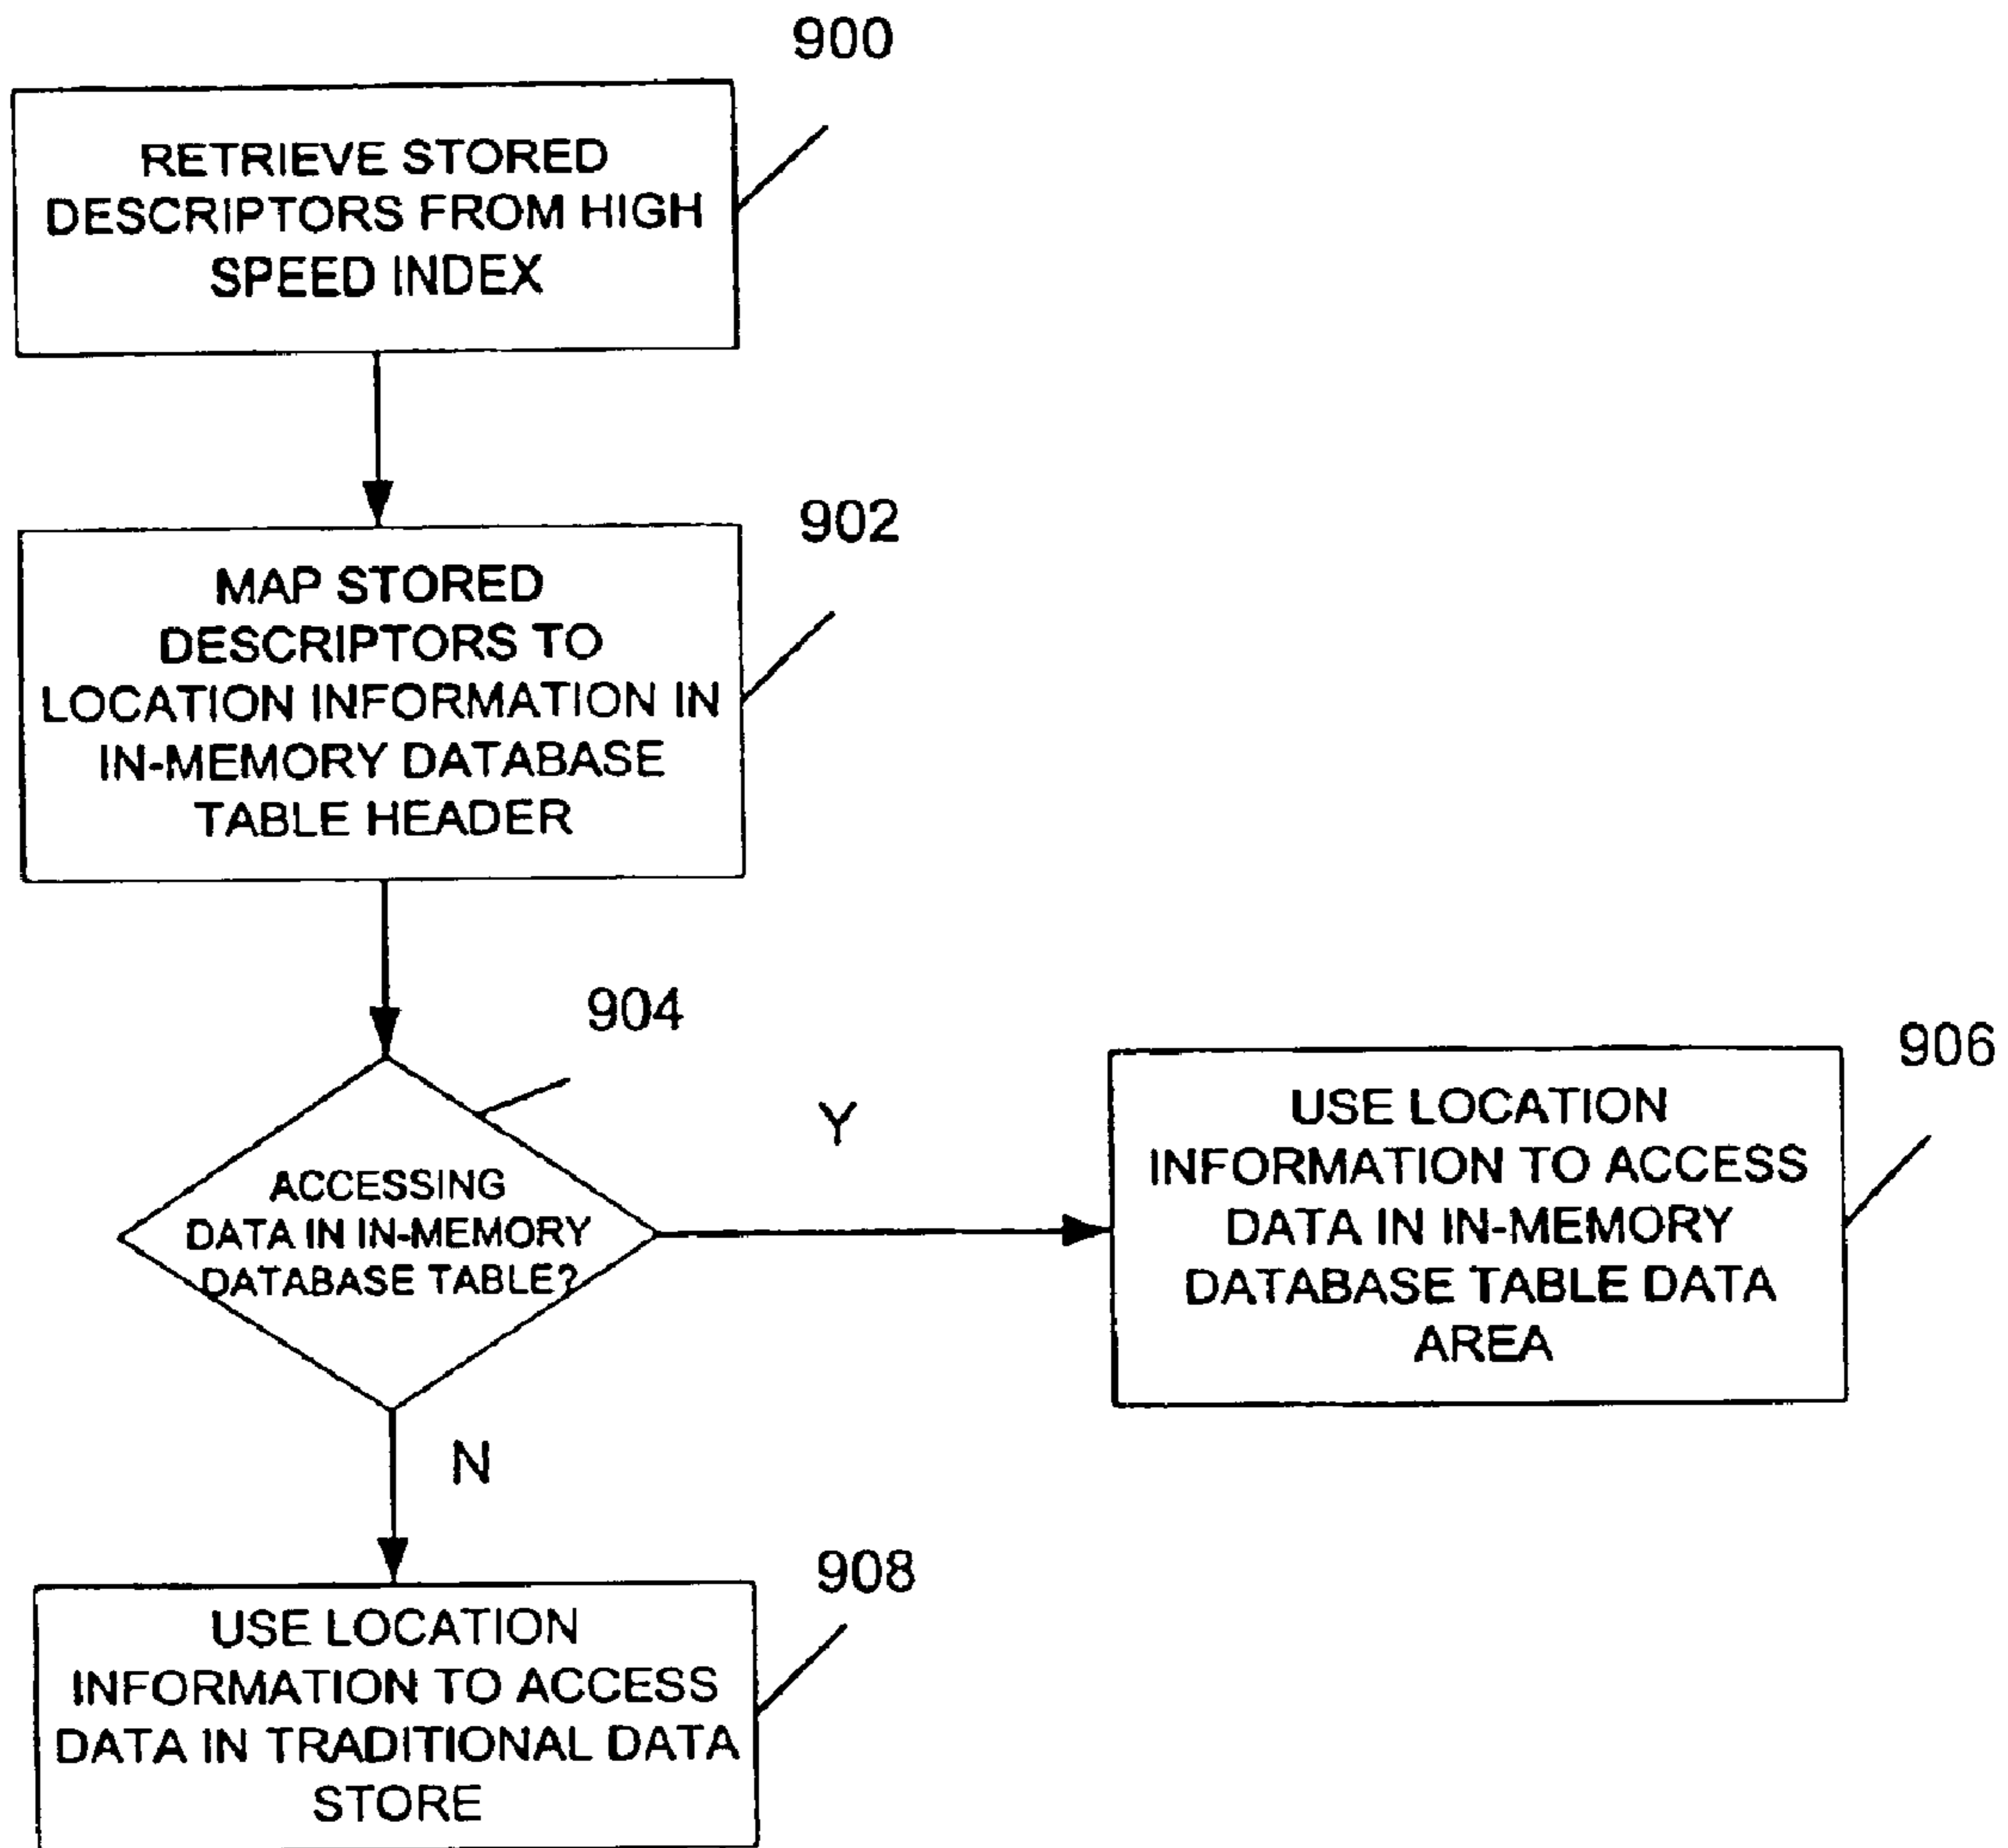 900
RETRIEVE STORED
DESCRIPTORS FROM HIGH
SPEED INDEX
902
MAP STORED
DESCRIPTORS TO
LOCATION INFORMATION IN
IN-MEMORY DATABASE
TABLE HEADER
904
ACCESSING
DATA IN IN-MEMORY
DATABASE TABLE?
Y
906
USE LOCATION
INFORMATION TO ACCESS
DATA IN IN-MEMORY
DATABASE TABLE DATA
AREA
N
908
USE LOCATION
INFORMATION TO ACCESS
DATA IN TRADITIONAL DATA
STORE